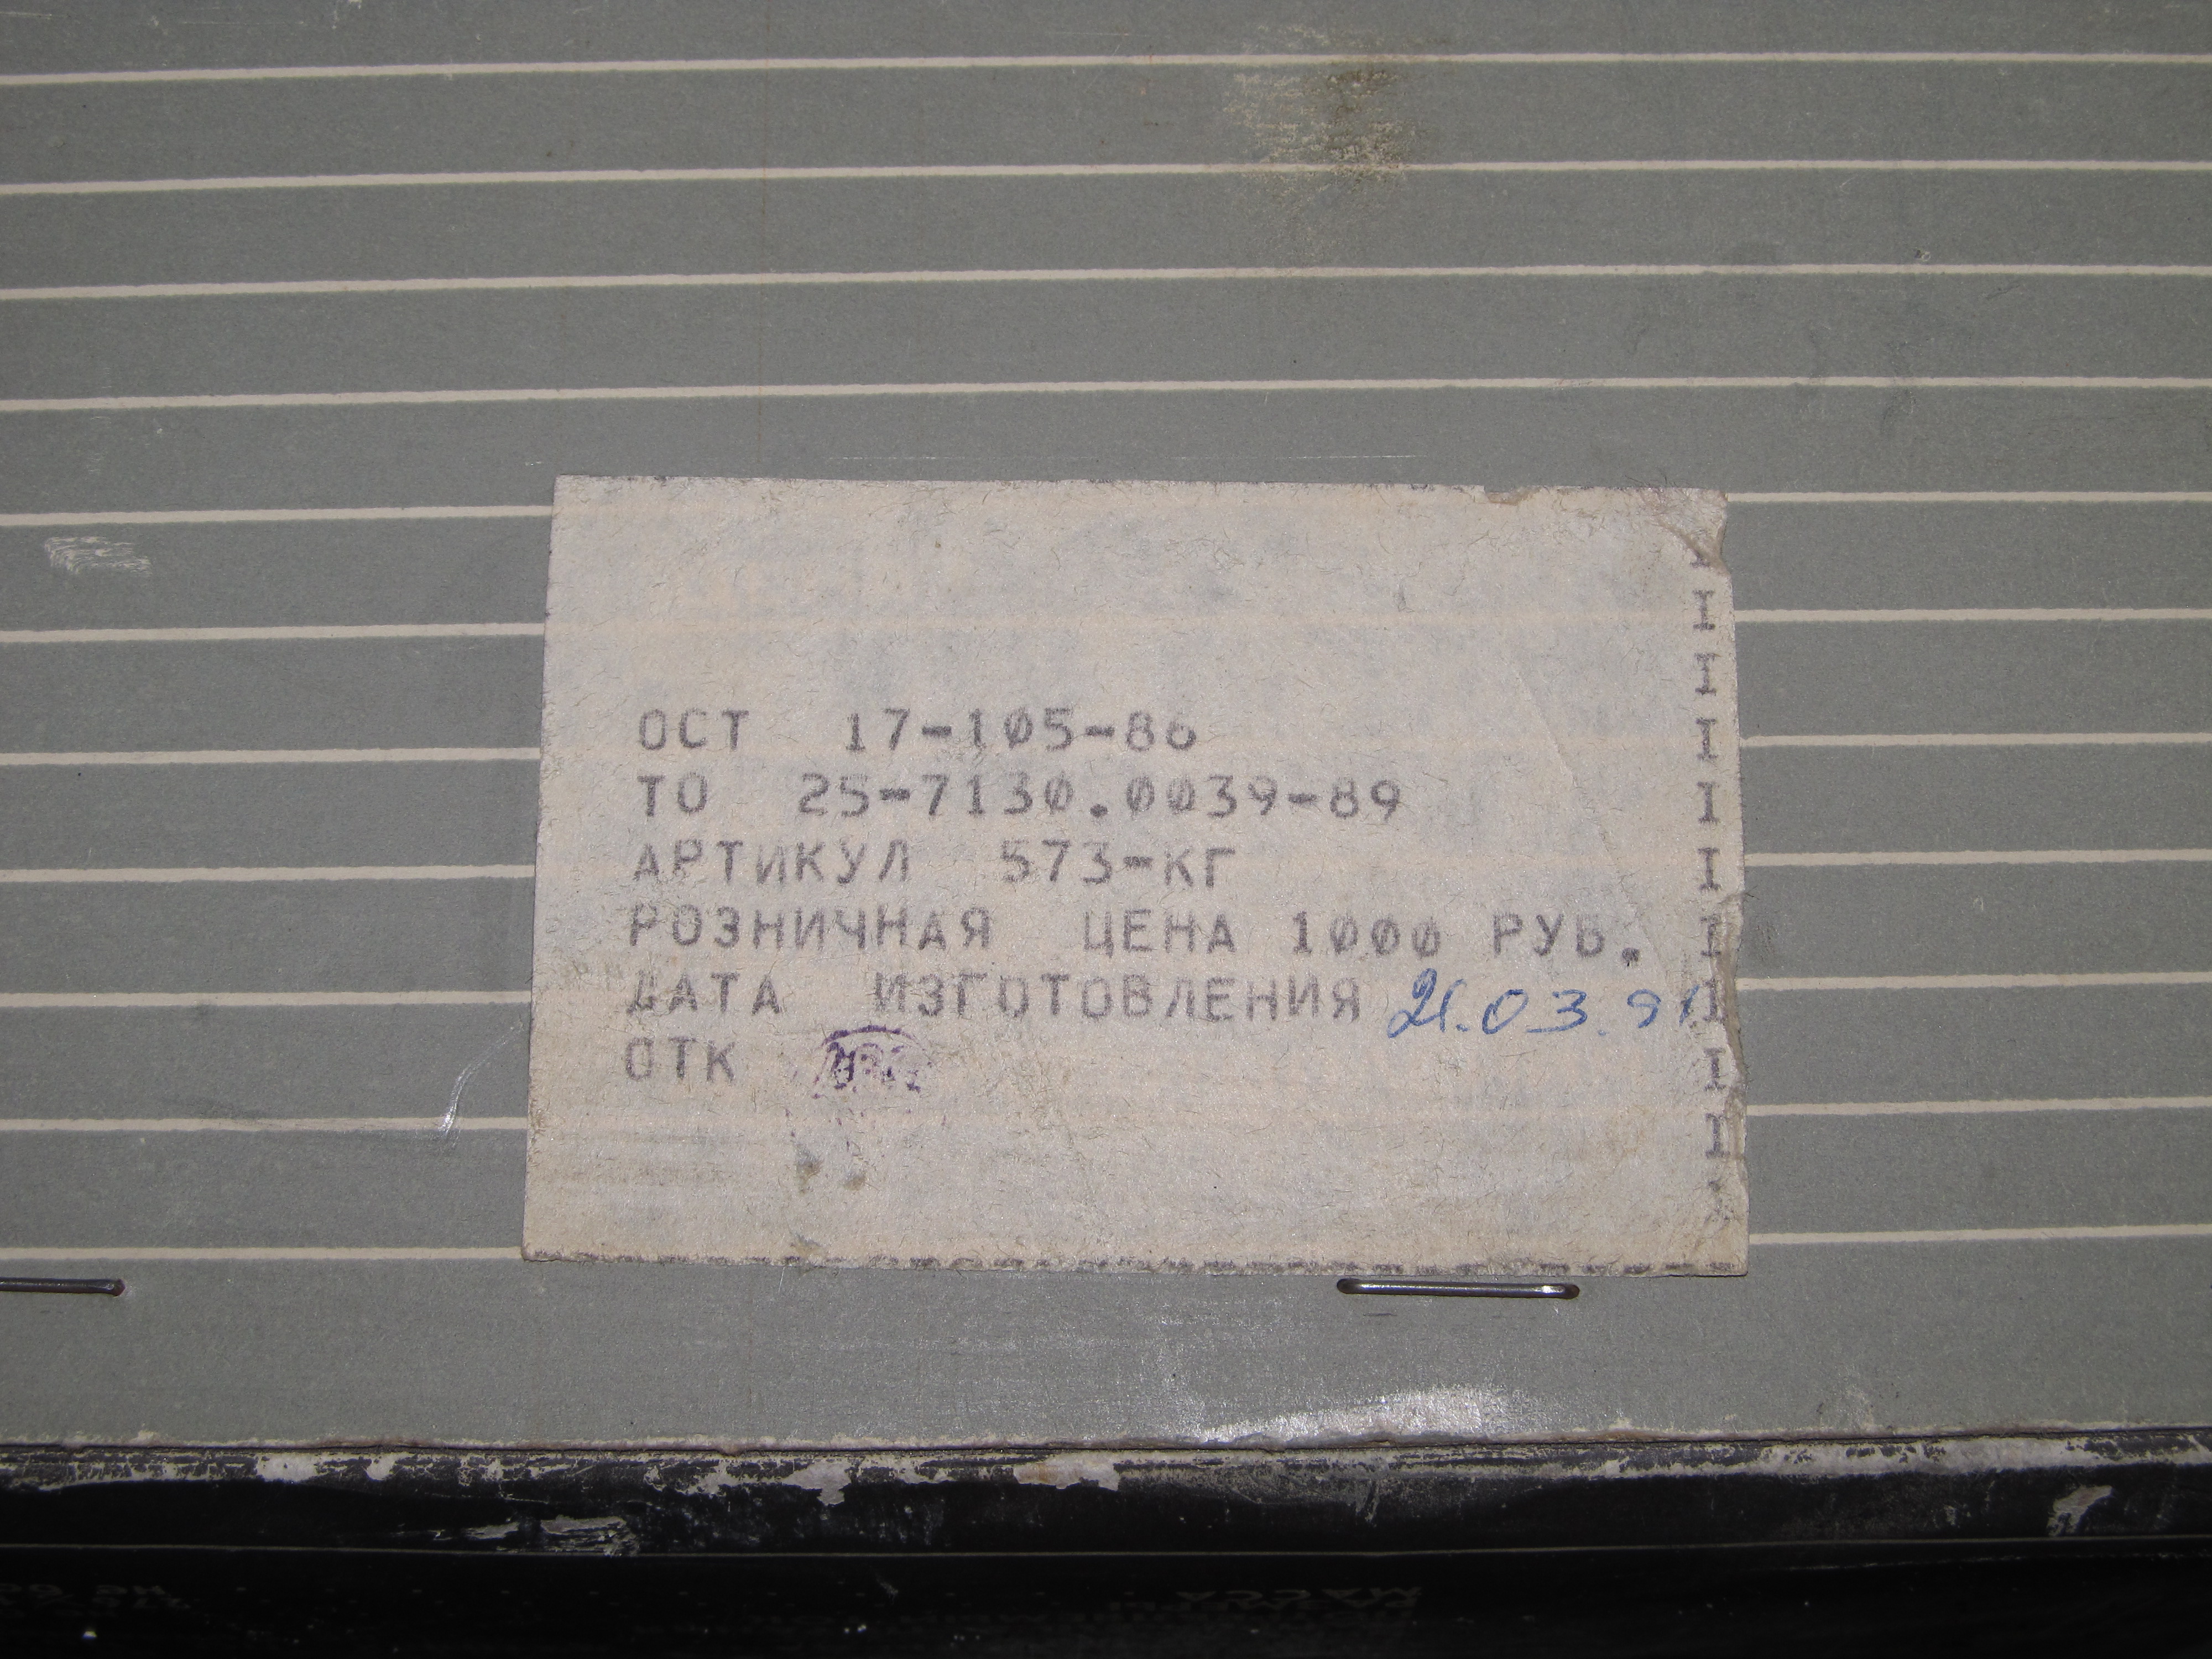 ОСТ 17-105-86
ТО 25-7130.0039-89
АРТИКУЛ 573-КГ
РОЗНИЧНАЯ ЦЕНА 1000 РУБ.
ДАТА ИЗГОТОВЛЕНИЯ 21.03.91
ОТК